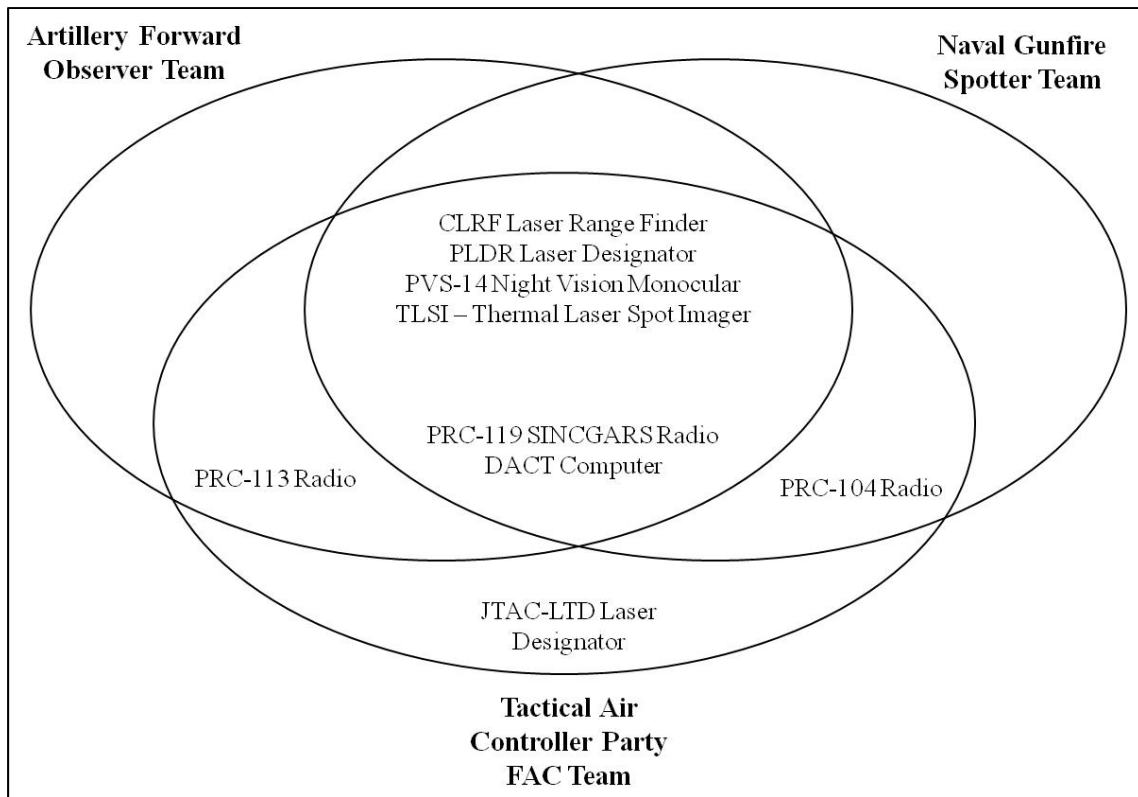 Artillery Forward
Observer Team
Naval Gunfire
Spotter Team
CLRF Laser Range Finder
PLDR Laser Designator
PVS-14 Night Vision Monocular
TLSI – Thermal Laser Spot Imager
PRC-119 SINCGARS Radio
DACT Computer
PRC-113 Radio
PRC-104 Radio
JTAC-LTD Laser
Designator
Tactical Air
Controller Party
FAC Team